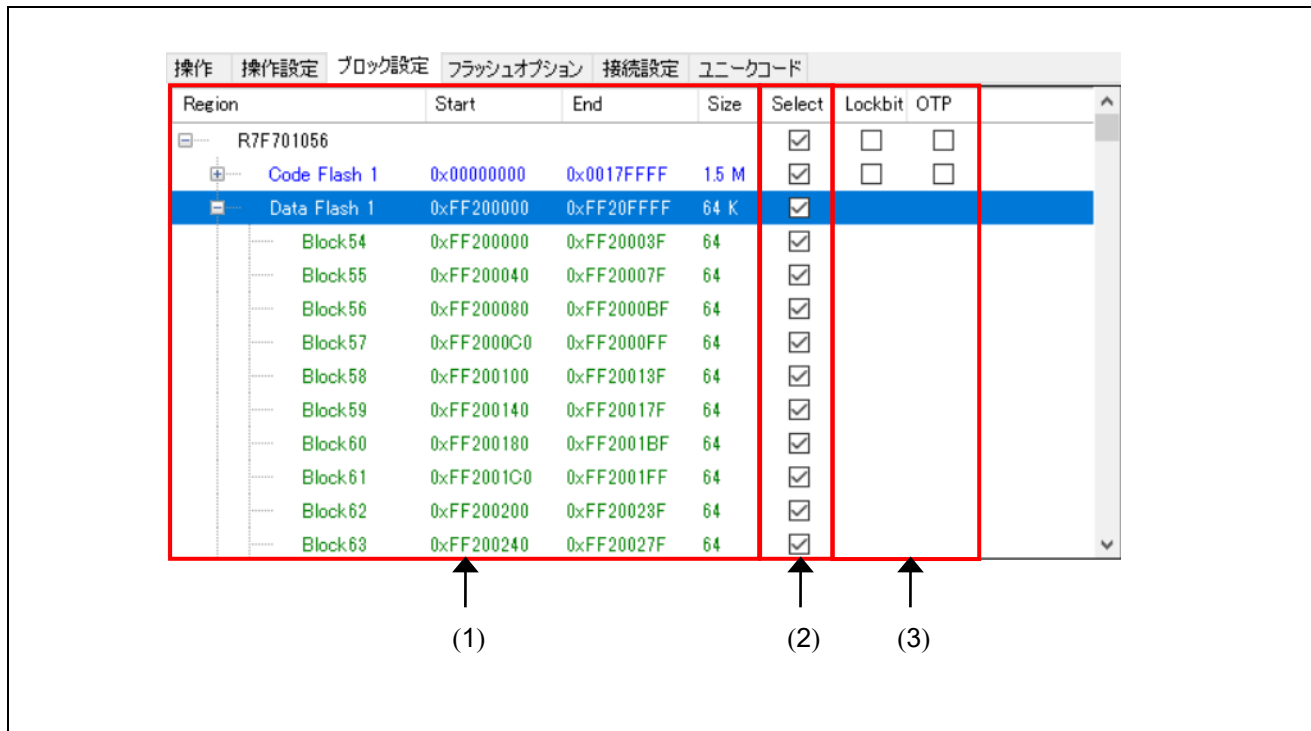 操作 操作設定 ブロック設定 フラッシュオプション 接続設定 ユニークコード
Region Start End Size Select Lockbit OTP
R7F701056
Code Flash 1 0x00000000 0x0017FFFF 1.5 M
Data Flash 1 0xFF200000 0xFF20FFFF 64 K
Block54 0xFF200000 0xFF20003F 64
Block55 0xFF200040 0xFF20007F 64
Block56 0xFF200080 0xFF2000BF 64
Block57 0xFF2000C0 0xFF2000FF 64
Block58 0xFF200100 0xFF20013F 64
Block59 0xFF200140 0xFF20017F 64
Block60 0xFF200180 0xFF2001BF 64
Block61 0xFF2001C0 0xFF2001FF 64
Block62 0xFF200200 0xFF20023F 64
Block63 0xFF200240 0xFF20027F 64
(1) (2) (3)